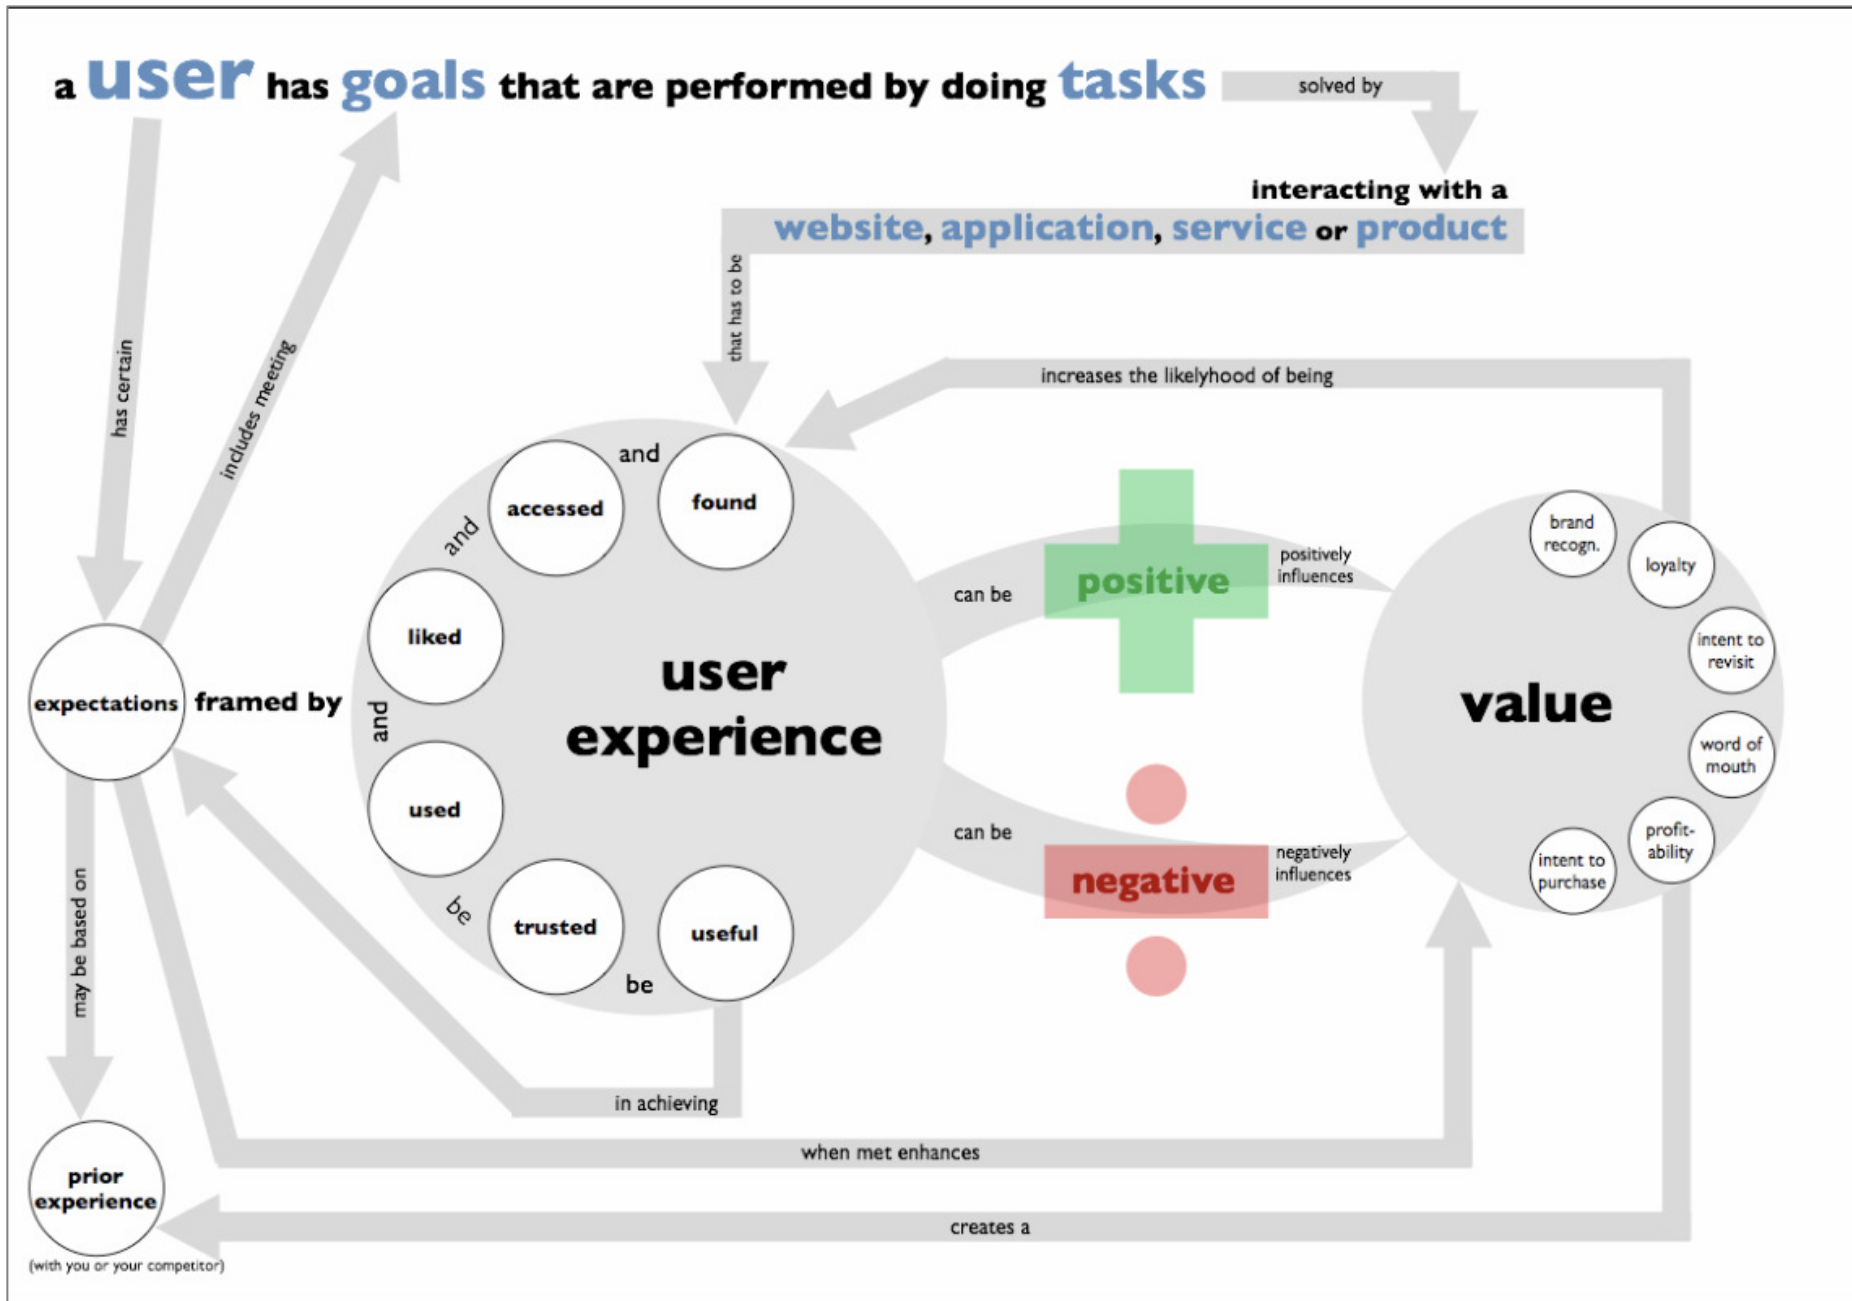 a user has goals that are performed by doing tasks
solved by
interacting with a
website, application, service or product
that has to be
has certain
includes meeting
increases the likelyhood of being
and
found
accessed
and
liked
and
used
be
trusted
be
useful
user
experience
expectations
framed by
can be
positive
positively
influences
can be
negative
negatively
influences
value
brand
recogn.
loyalty
intent to
revisit
word of
mouth
profit-
ability
intent to
purchase
may be based on
in achieving
when met enhances
creates a
prior
experience
(with you or your competitor)